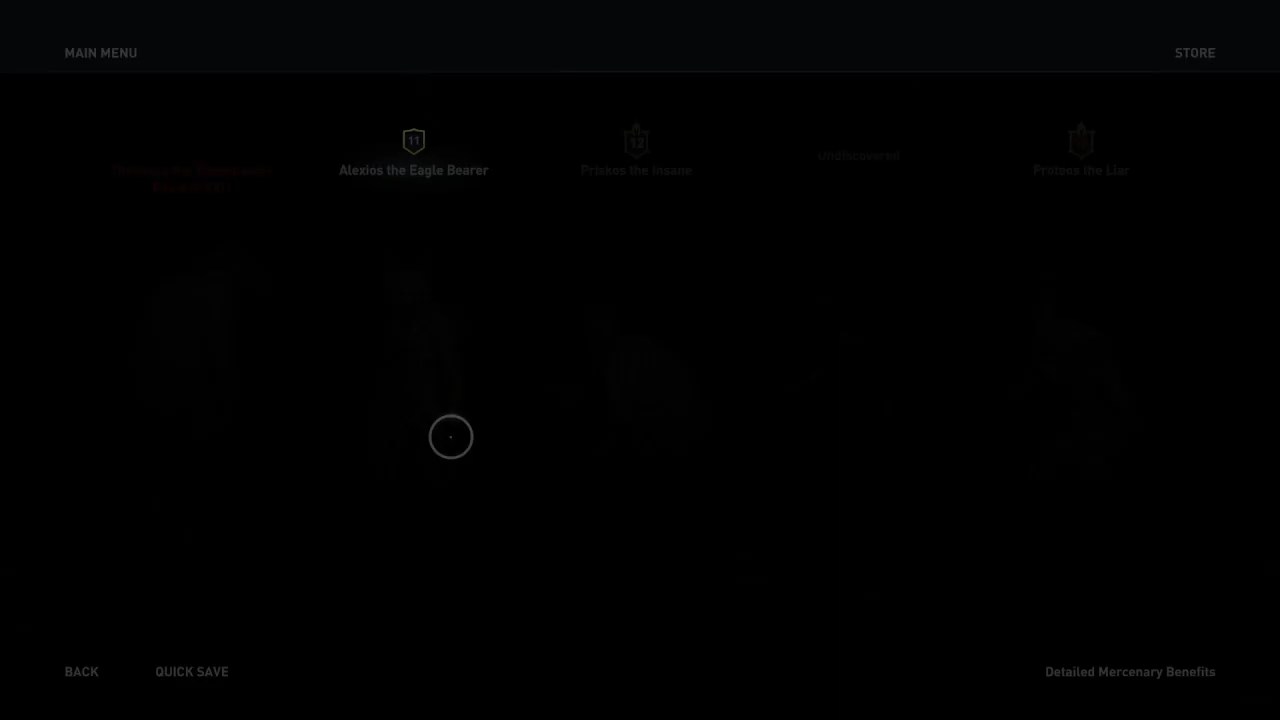 MAIN MENU
STORE
11
12
Alexios the Eagle Bearer
Priskos the Insane
Undiscovered
Proteos the Liar
BACK
QUICK SAVE
Detailed Mercenary Benefits